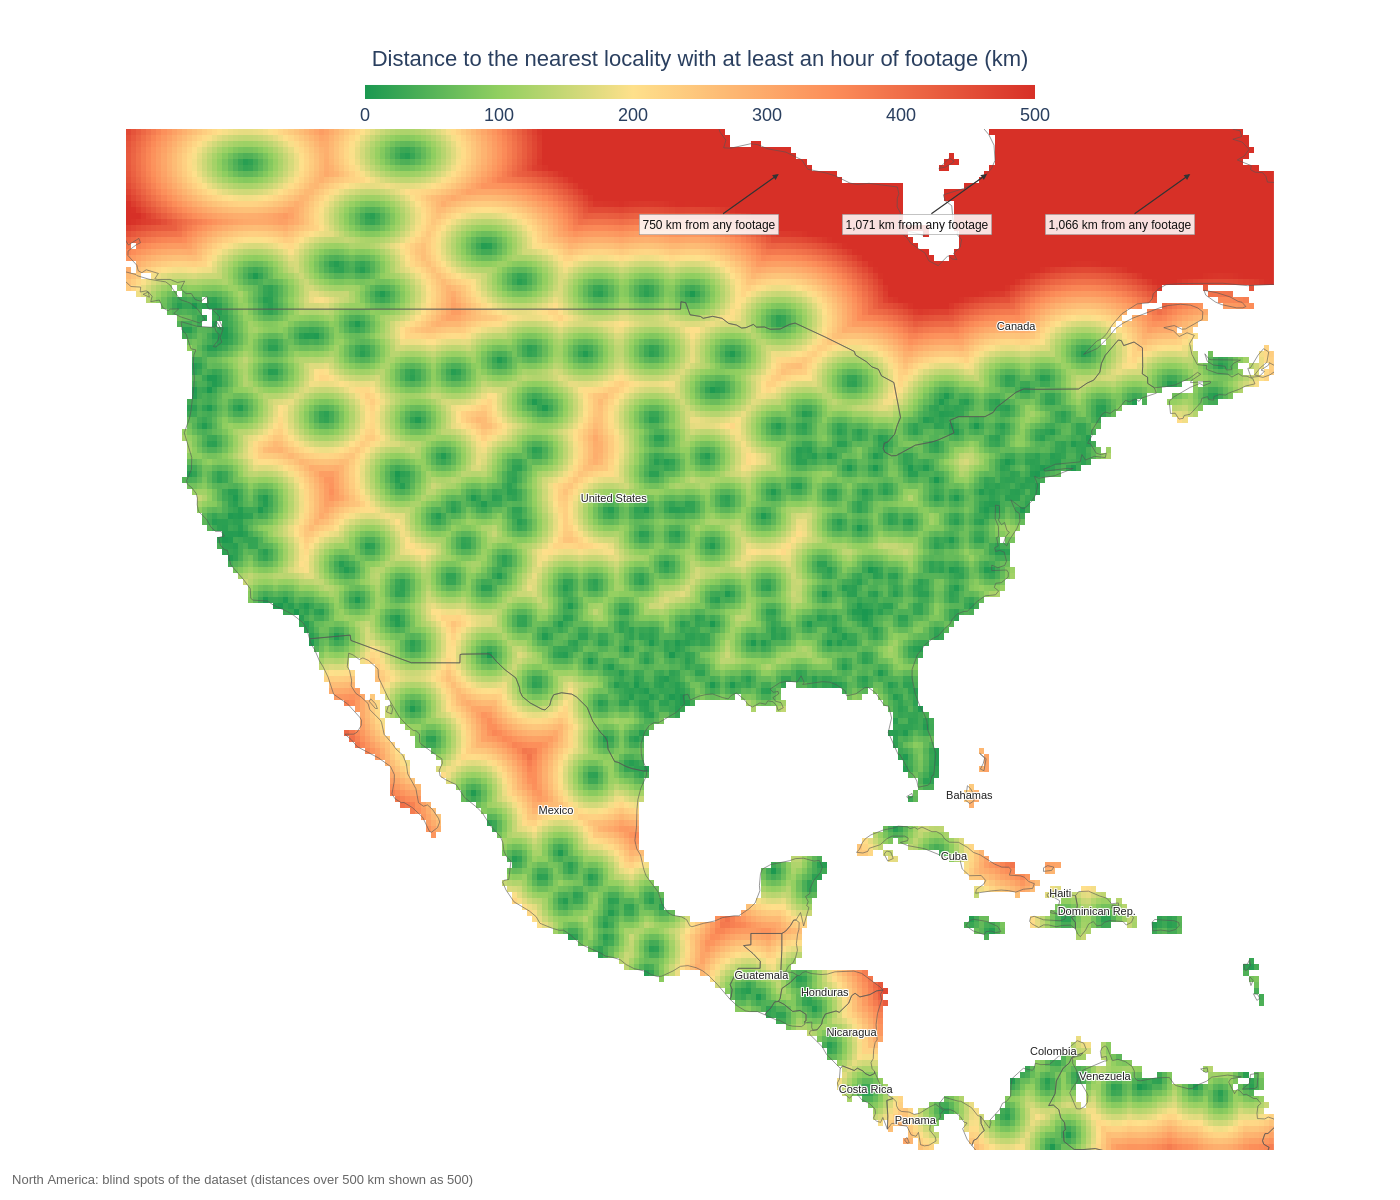 Distance to the nearest locality with at least an hour of footage (km)
0 100 200 300 400 500
750 km from any footage
1,071 km from any footage
1,066 km from any footage
Canada
United States
Mexico
Bahamas
Cuba
Haiti
Dominican Rep.
Guatemala
Honduras
Nicaragua
Colombia
Venezuela
Costa Rica
Panama
North America: blind spots of the dataset (distances over 500 km shown as 500)